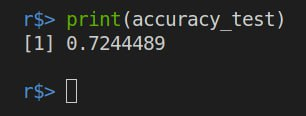 r$> print(accuracy_test)
[1] 0.7244489
r$>